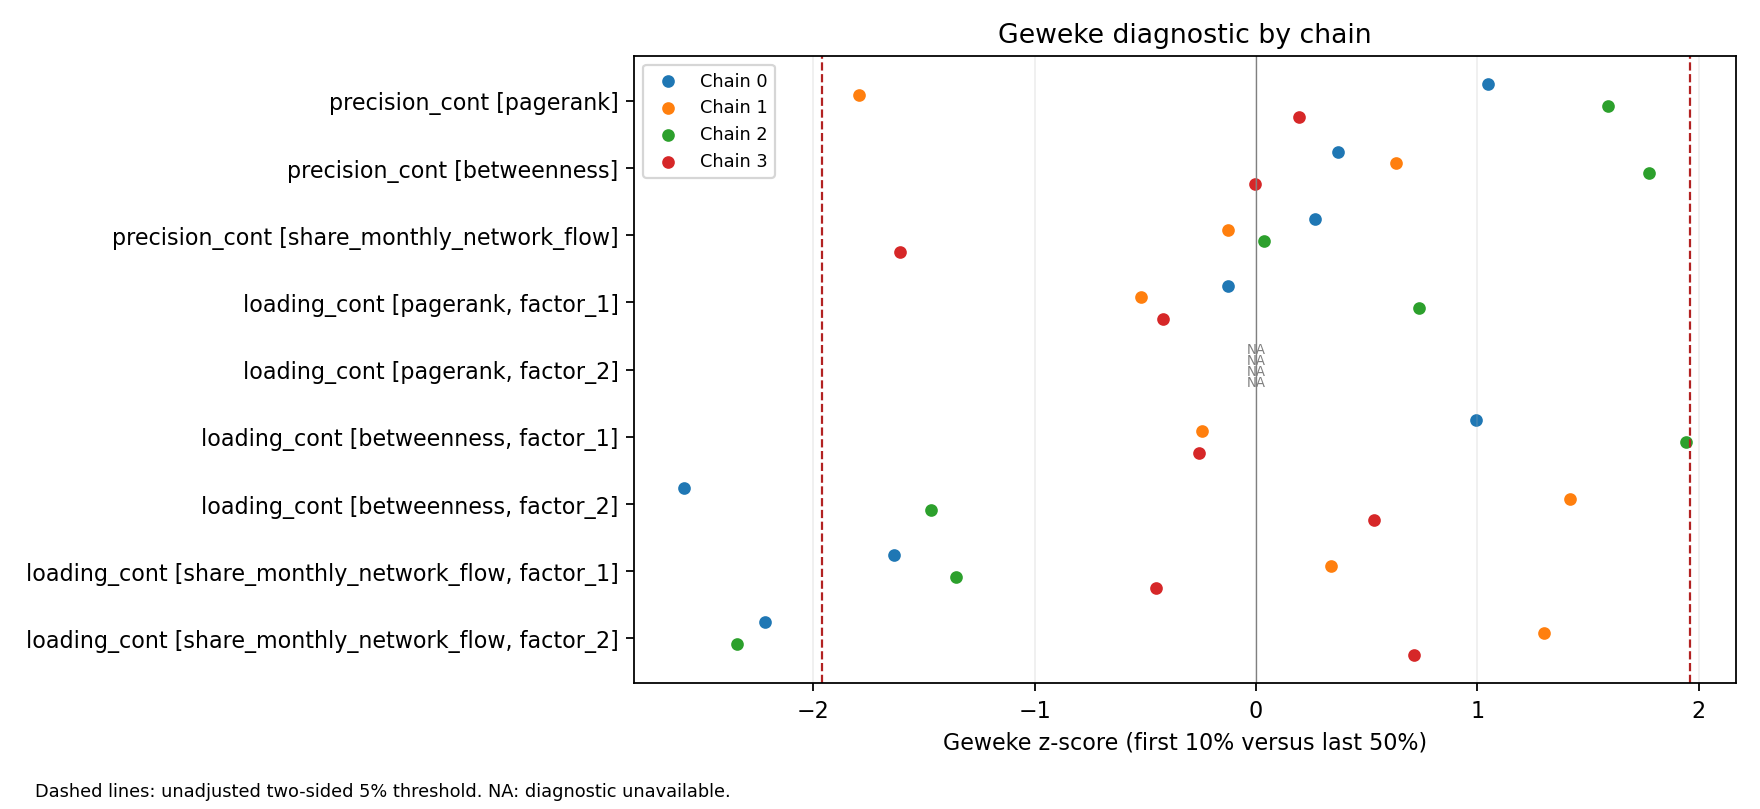 Geweke diagnostic by chain
Chain 0
Chain 1
Chain 2
Chain 3
precision_cont [pagerank]
precision_cont [betweenness]
precision_cont [share_monthly_network_flow]
loading_cont [pagerank, factor_1]
NA
NA
NA
NA
loading_cont [pagerank, factor_2]
loading_cont [betweenness, factor_1]
loading_cont [betweenness, factor_2]
loading_cont [share_monthly_network_flow, factor_1]
loading_cont [share_monthly_network_flow, factor_2]
−2 −1 0 1 2
Geweke z-score (first 10% versus last 50%)
Dashed lines: unadjusted two-sided 5% threshold. NA: diagnostic unavailable.